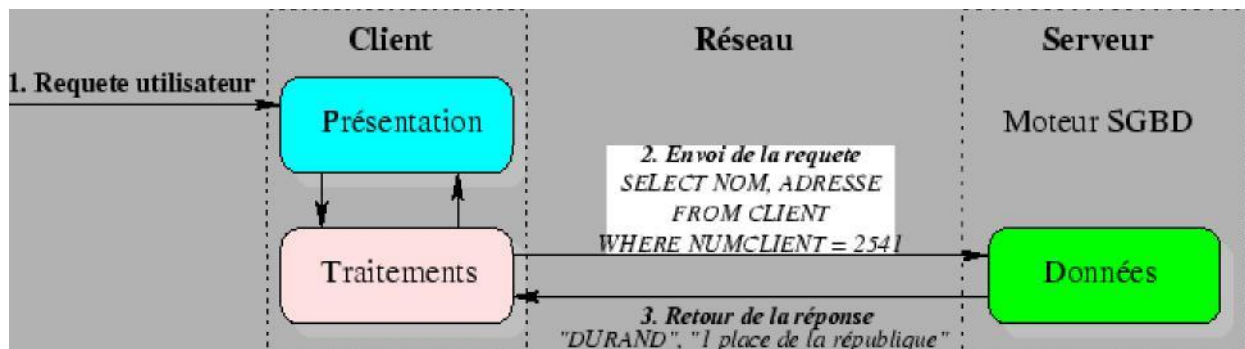 Client
Réseau
Serveur
1. Requete utilisateur
Présentation
Moteur SGBD
2. Envoi de la requete
SELECT NOM, ADRESSE
FROM CLIENT
WHERE NUMCLIENT = 2541
Traitements
Données
3. Retour de la réponse
"DURAND", "1 place de la république"